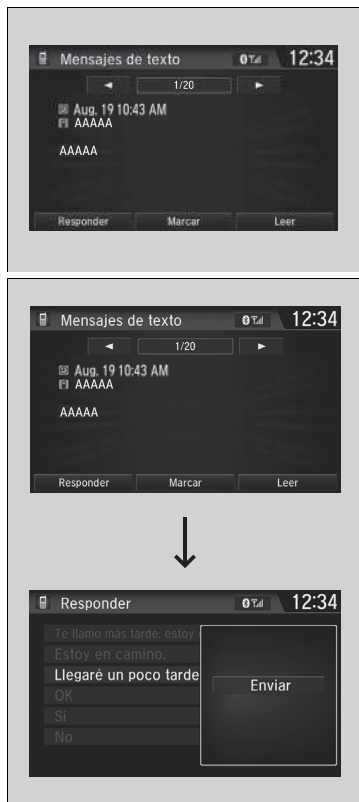 Mensajes de texto 12:34
1/20
Aug. 19 10:43 AM
AAAAA
AAAAA
Responder Marcar Leer
Mensajes de texto 12:34
1/20
Aug. 19 10:43 AM
AAAAA
AAAAA
Responder Marcar Leer
Responder 12:34
Te llamo más tarde, estoy
Estoy en camino.
Llegaré un poco tarde
Enviar
OK
Sí
No